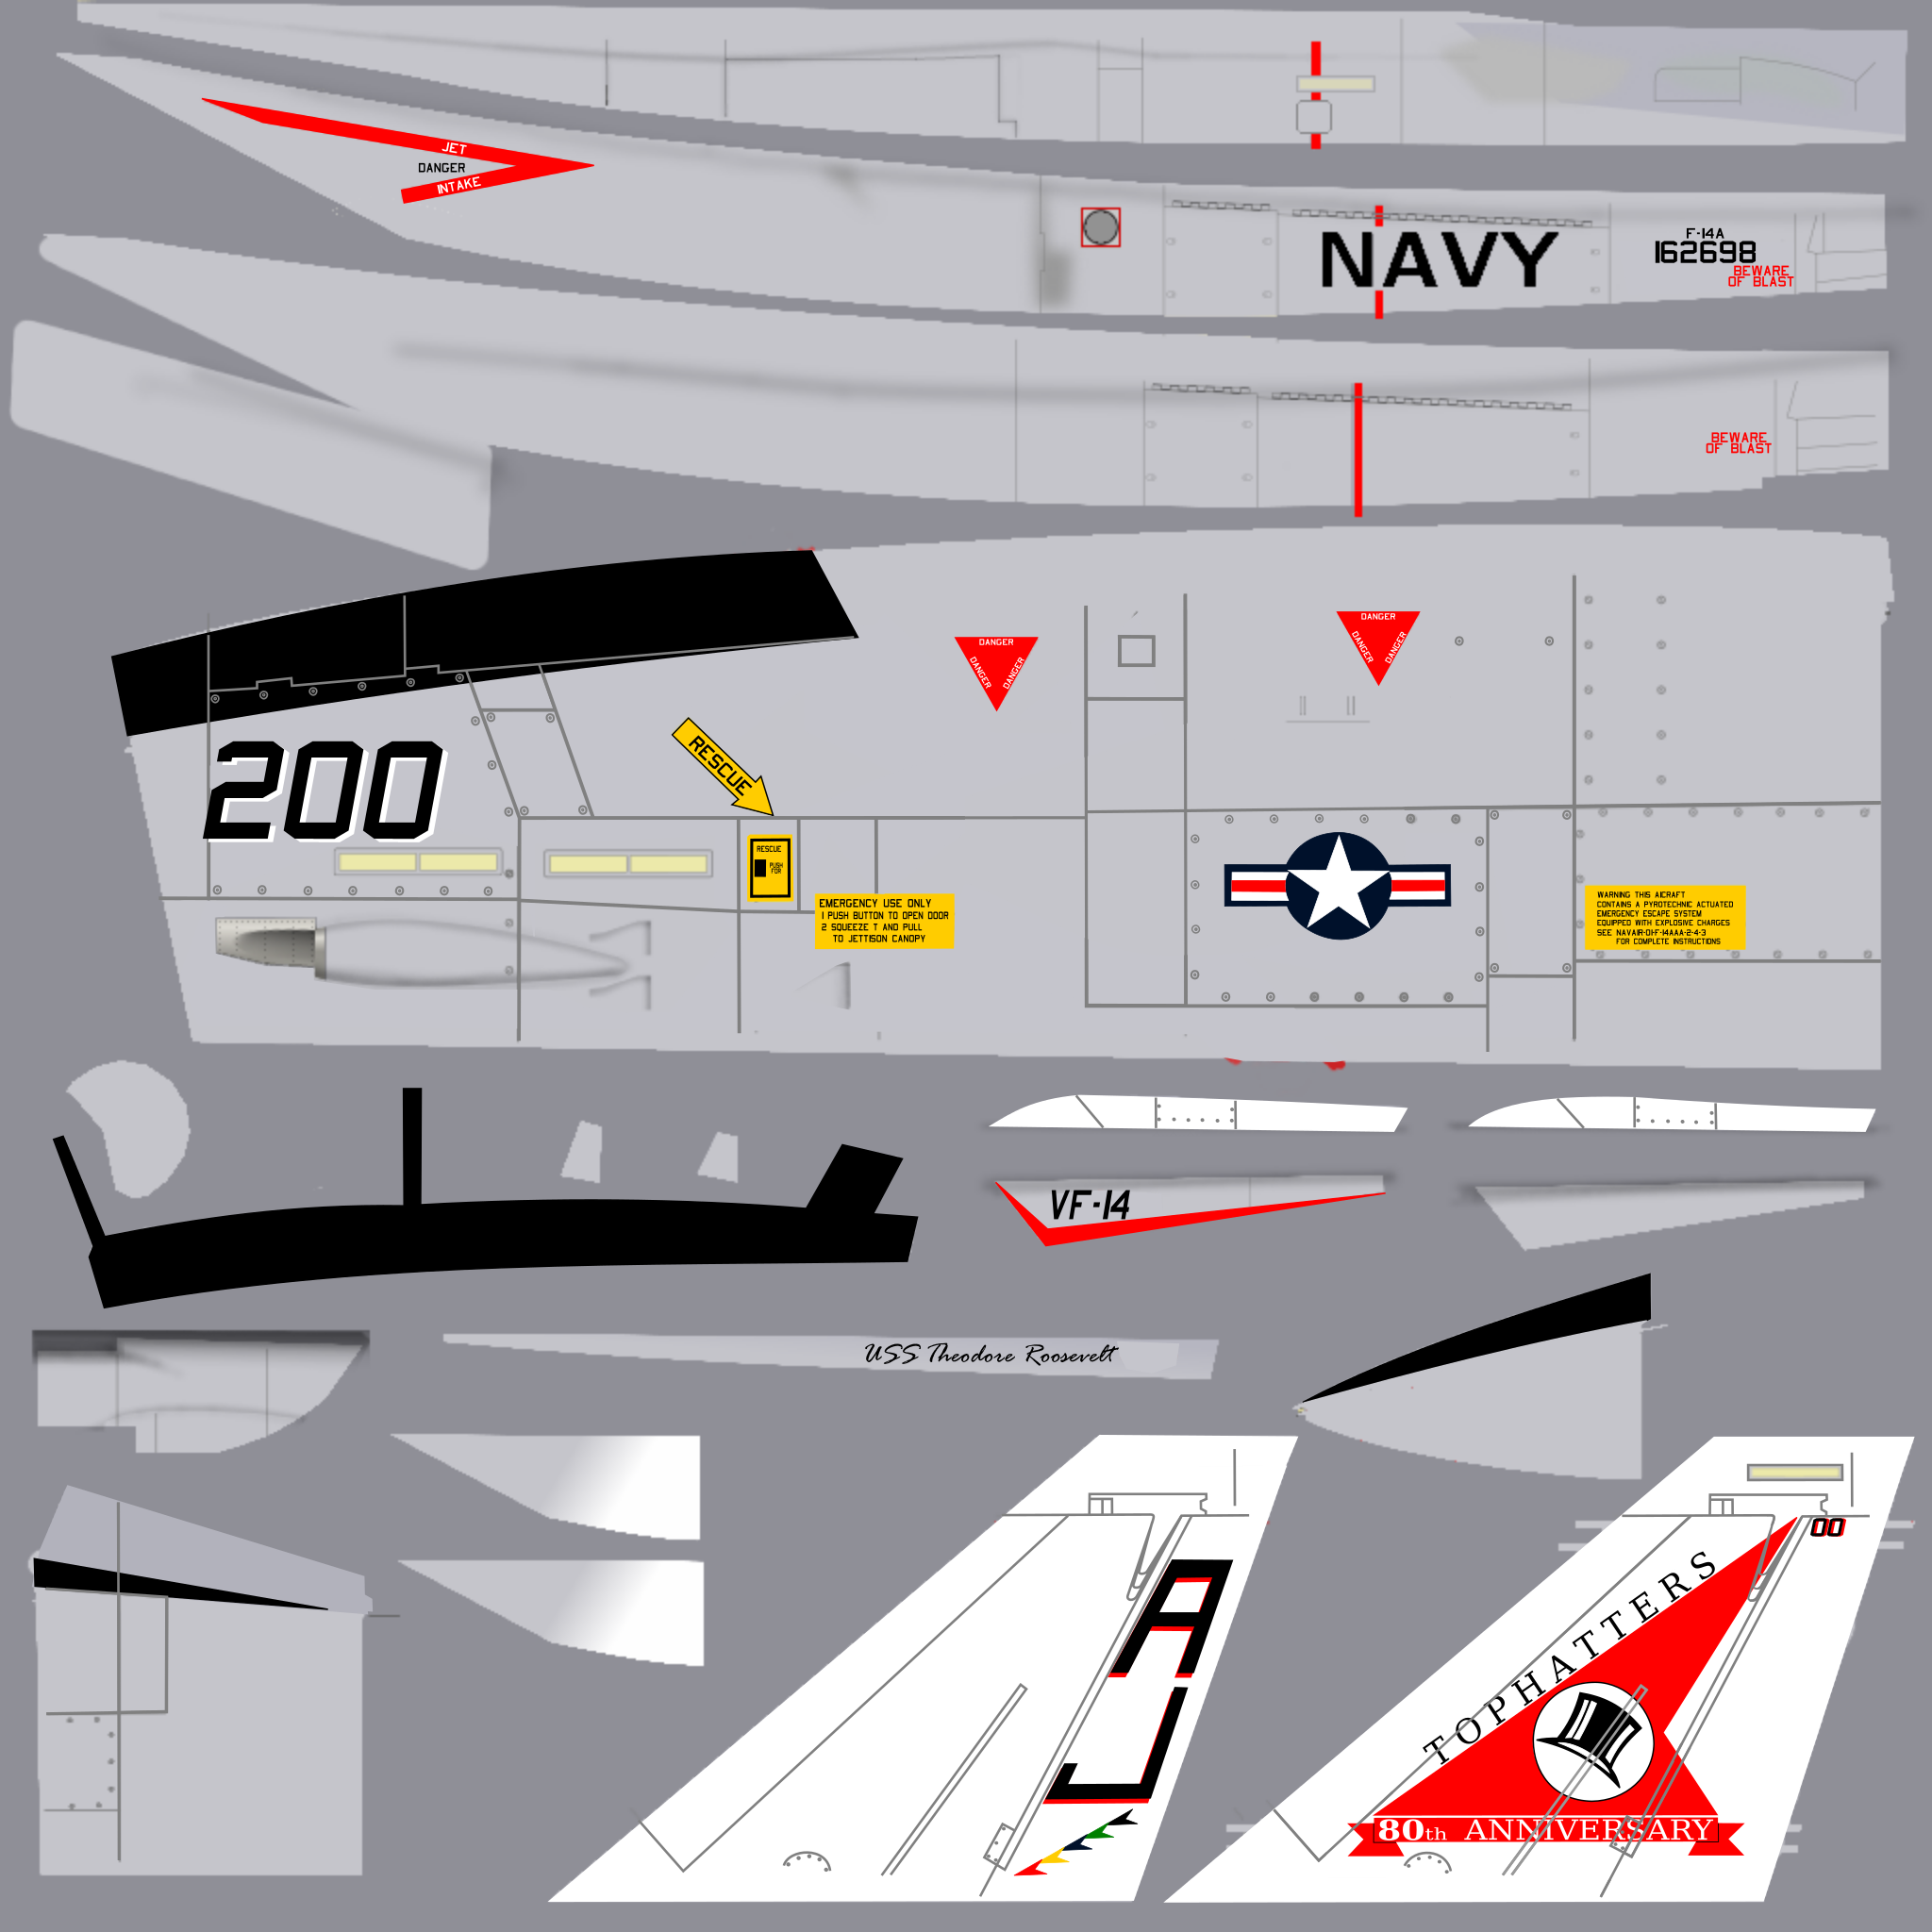 JET
DANGER
INTAKE
NAVY
F-14A
162698
BEWARE
OF BLAST
BEWARE
OF BLAST
DANGER
DANGER
DANGER
DANGER
DANGER
DANGER
200
RESCUE
RESCUE
PUSH
FOR
EMERGENCY USE ONLY
1 PUSH BUTTON TO OPEN DOOR
2 SQUEEZE T AND PULL
TO JETTISON CANOPY
WARNING THIS AICRAFT
CONTAINS A PYROTECHNIC ACTUATED
EMERGENCY ESCAPE SYSTEM
EQUIPPED WITH EXPLOSIVE CHARGES
SEE NAVAIR-01-F-14AAA-2-4-3
FOR COMPLETE INSTRUCTIONS
VF-14
USS Theodore Roosevelt
00
AJ
TOPHATTERS
80th ANNIVERSARY